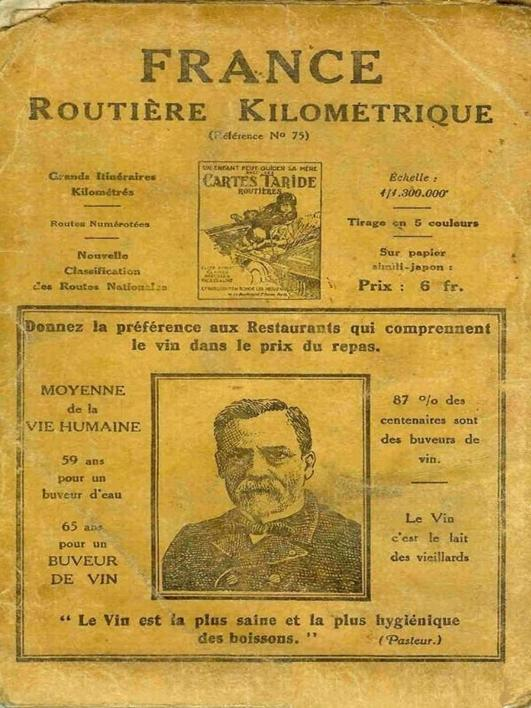 FRANCE
ROUTIÈRE KILOMÉTRIQUE
(Référence No 75)
Grands Itinéraires
Kilométrés
Routes Numérotées
Nouvelle
Classification
des Routes Nationales
UN ENFANT PEUT GUIDER SA MÈRE
AVEC LES
CARTES TARIDE
ROUTIÈRES
Échelle :
1/1.300.000e
Tirage en 5 couleurs
Sur papier
simili-japon :
Prix : 6 fr.
Donnez la préférence aux Restaurants qui comprennent
le vin dans le prix du repas.
MOYENNE
de la
VIE HUMAINE
59 ans
pour un
buveur d'eau
65 ans
pour un
BUVEUR
DE VIN
87 o/o des
centenaires sont
des buveurs de
vin.
Le Vin
c'est le lait
des vieillards
“ Le Vin est la plus saine et la plus hygiénique
des boissons. ” (Pasteur.)